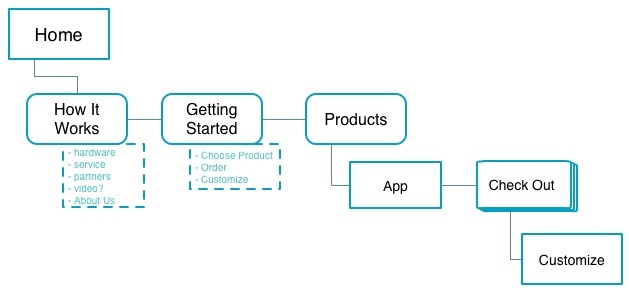 Home
How It
Works
Getting
Started
Products
- hardware
- service
- partners
- video?
- About Us
- Choose Product
- Order
- Customize
App
Check Out
Customize